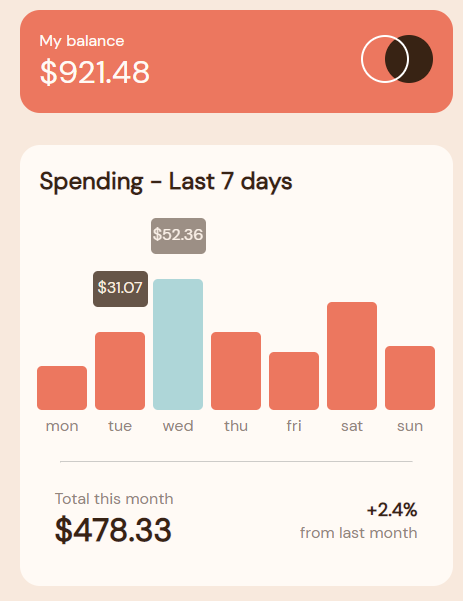 My balance
$921.48
Spending - Last 7 days
$52.36
$31.07
mon tue wed thu fri sat sun
Total this month
$478.33
+2.4%
from last month